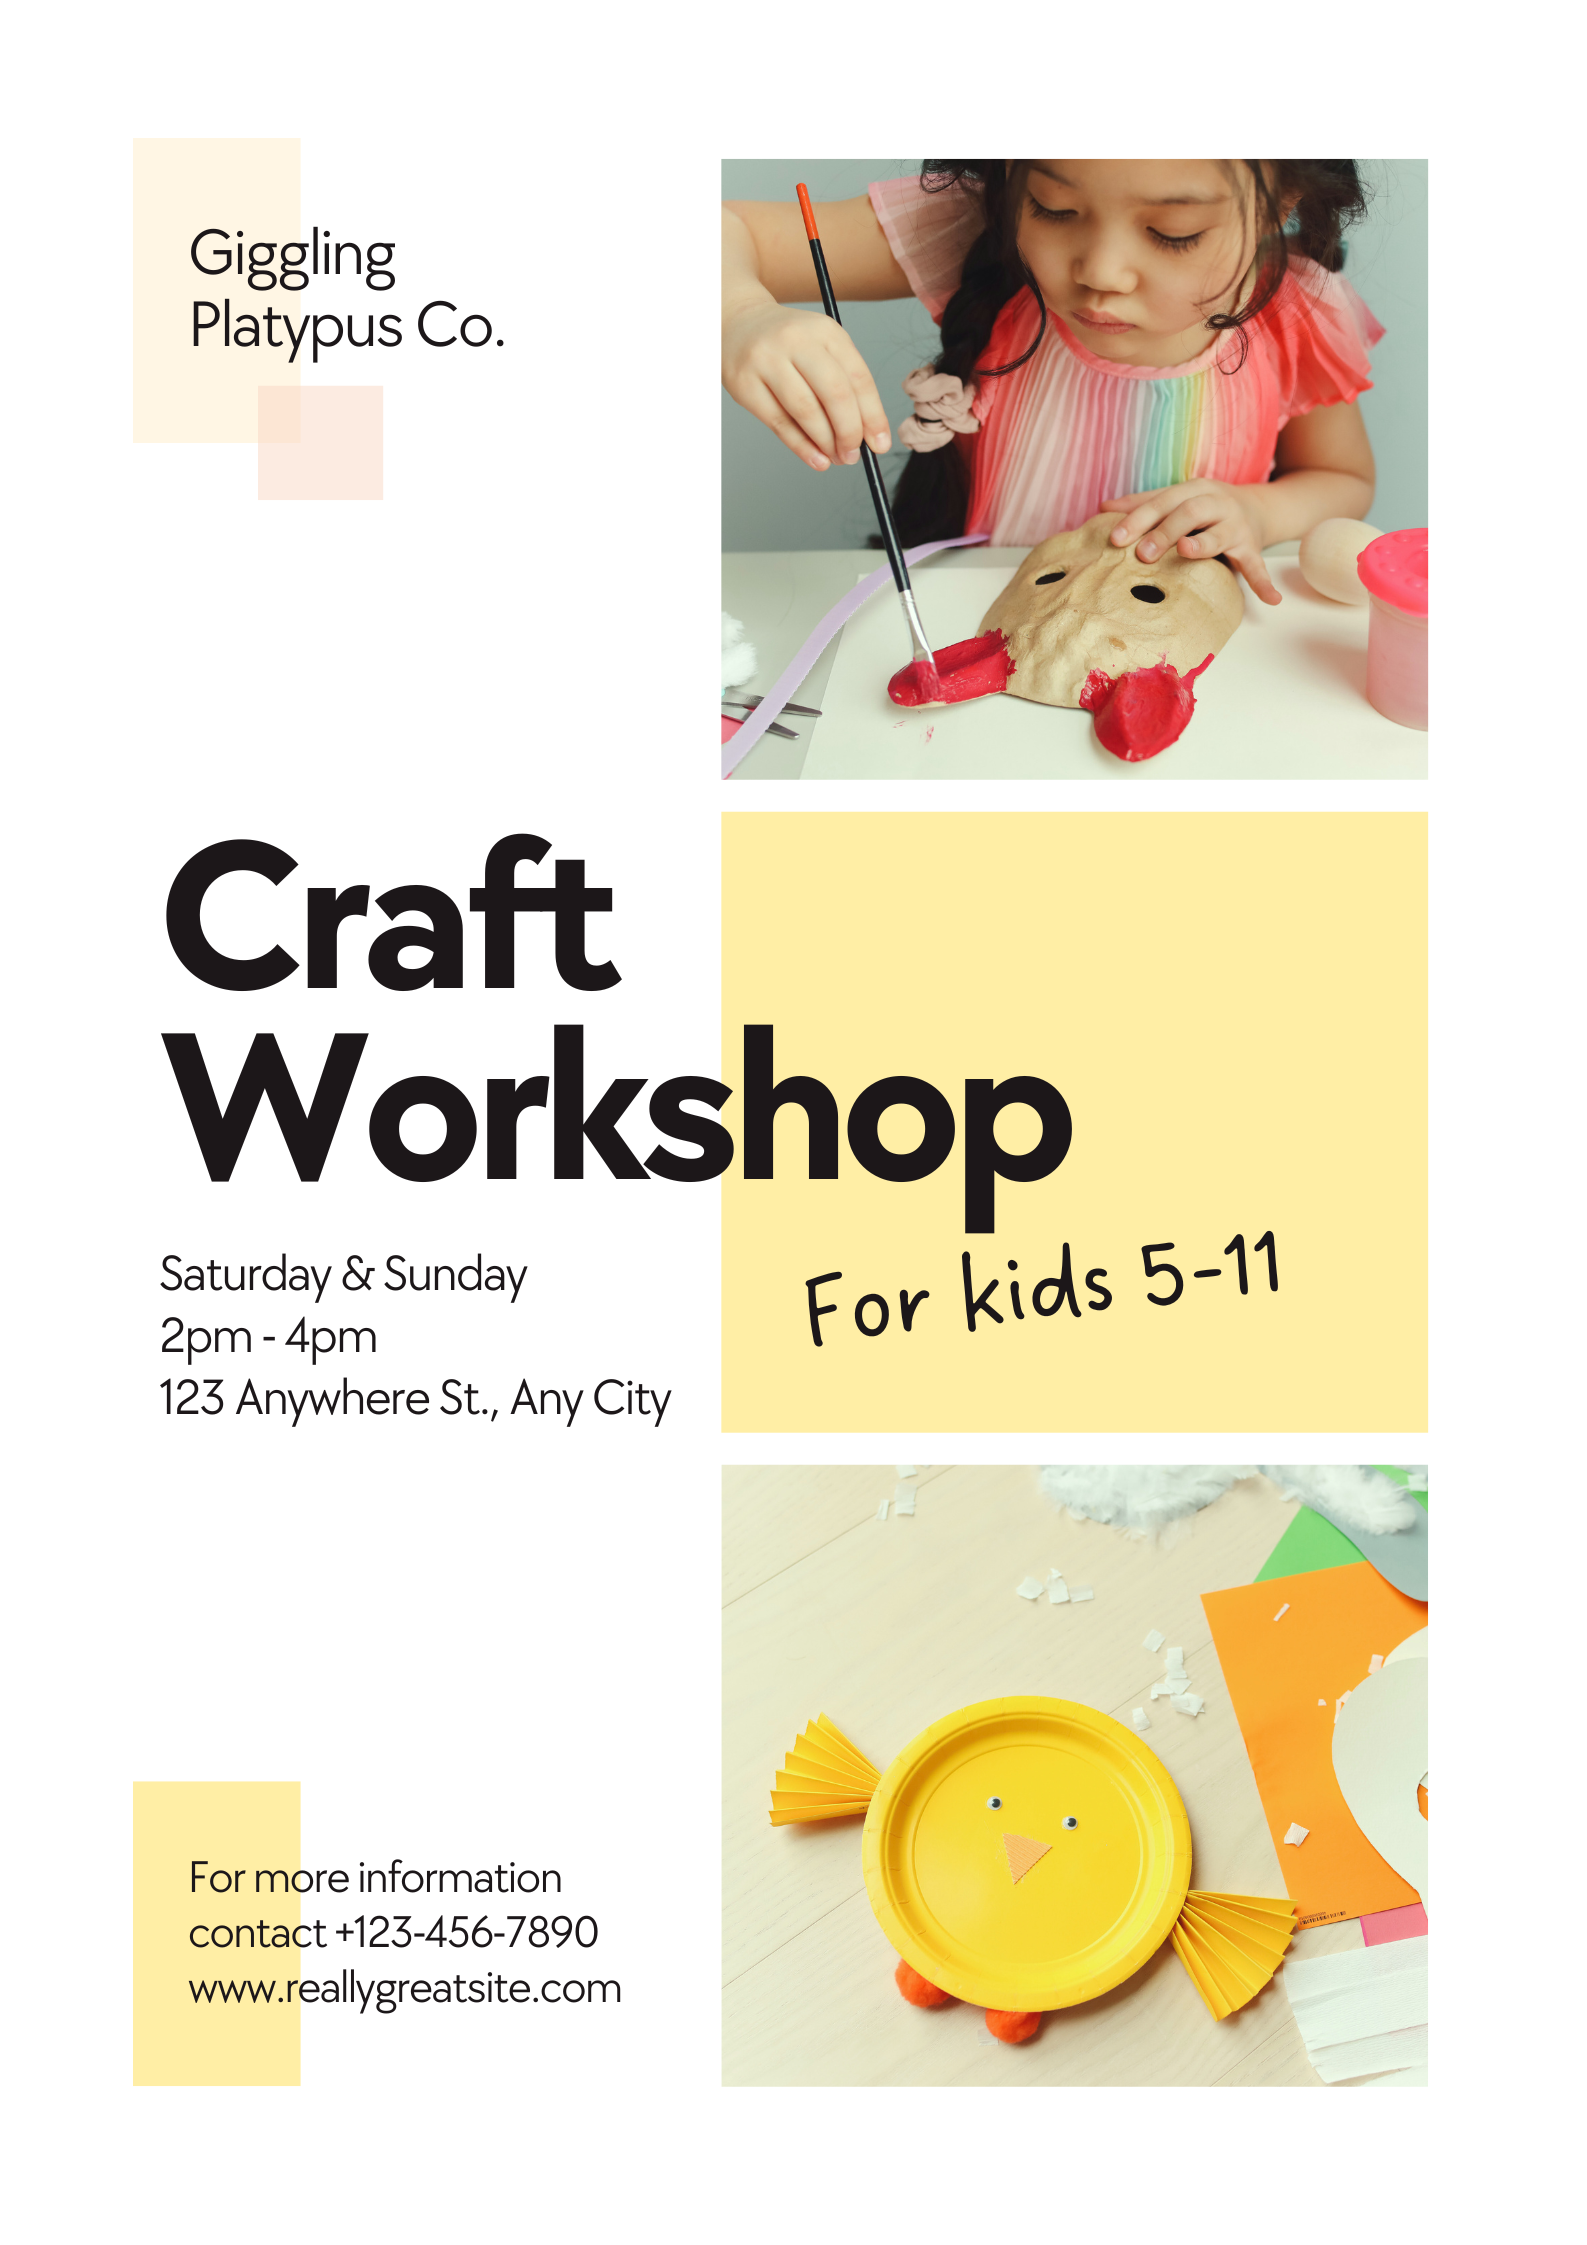 Giggling
Platypus Co.
Craft
Workshop
For kids 5-11
Saturday & Sunday
2pm - 4pm
123 Anywhere St., Any City
For more information
contact +123-456-7890
www.reallygreatsite.com